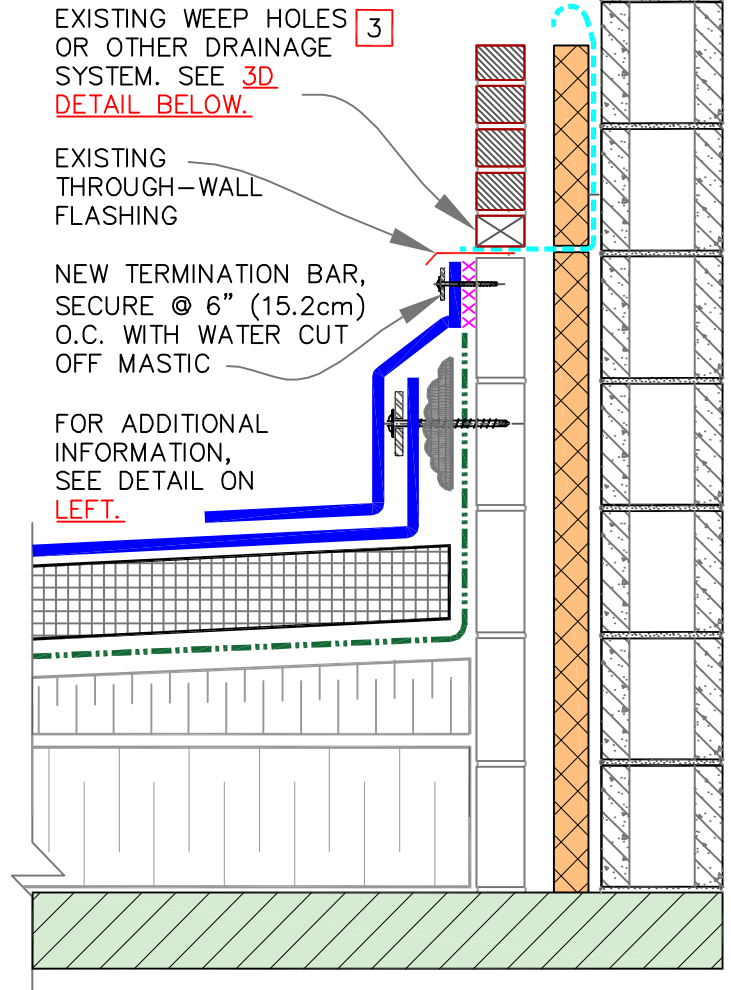 EXISTING WEEP HOLES
3
OR OTHER DRAINAGE
SYSTEM. SEE 3D
DETAIL BELOW.
EXISTING
THROUGH-WALL
FLASHING
NEW TERMINATION BAR,
SECURE @ 6" (15.2cm)
O.C. WITH WATER CUT
OFF MASTIC
FOR ADDITIONAL
INFORMATION,
SEE DETAIL ON
LEFT.